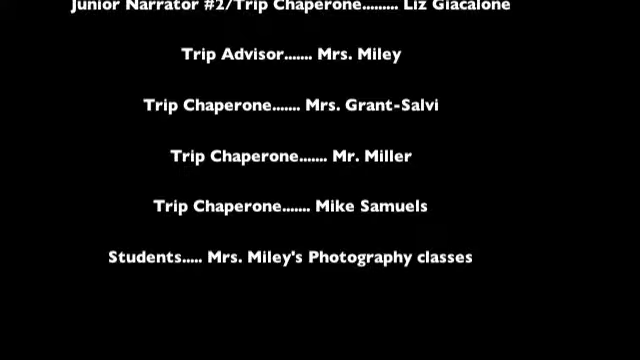 Junior Narrator #2/Trip Chaperone......... Liz Giacalone
Trip Advisor....... Mrs. Miley
Trip Chaperone....... Mrs. Grant-Salvi
Trip Chaperone....... Mr. Miller
Trip Chaperone....... Mike Samuels
Students..... Mrs. Miley's Photography classes